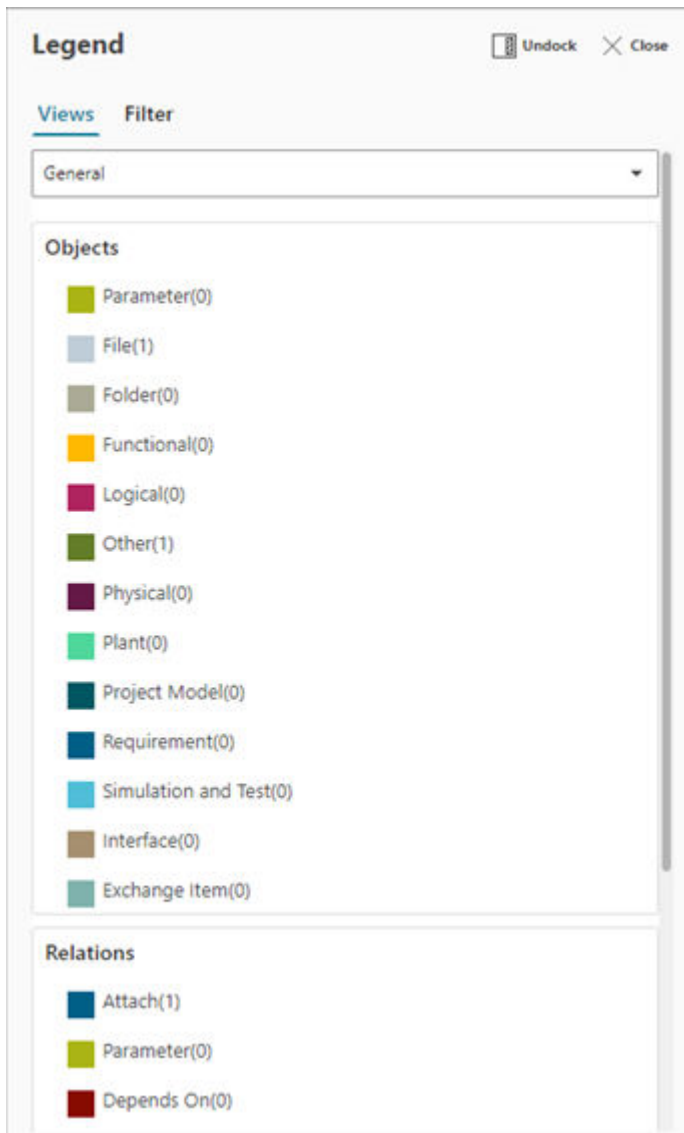 Legend
Undock
Close
Views
Filter
General
Objects
Parameter(0)
File(1)
Folder(0)
Functional(0)
Logical(0)
Other(1)
Physical(0)
Plant(0)
Project Model(0)
Requirement(0)
Simulation and Test(0)
Interface(0)
Exchange Item(0)
Relations
Attach(1)
Parameter(0)
Depends On(0)